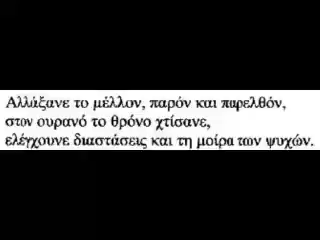 Αλλάξανε το μέλλον, παρόν και παρελθόν,
στον ουρανό το θρόνο χτίσανε,
ελέγχουνε διαστάσεις και τη μοίρα των ψυχών.